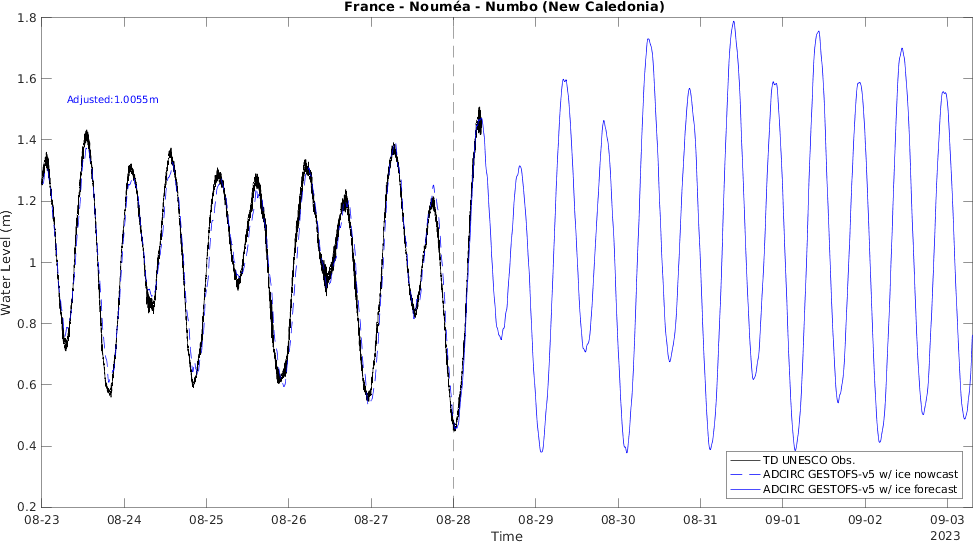 France - Nouméa - Numbo (New Caledonia)
1.8
1.6
1.4
1.2
1
0.8
0.6
0.4
0.2
Water Level (m)
Adjusted:1.0055m
TD UNESCO Obs.
ADCIRC GESTOFS-v5 w/ ice nowcast
ADCIRC GESTOFS-v5 w/ ice forecast
08-23 08-24 08-25 08-26 08-27 08-28 08-29 08-30 08-31 09-01 09-02 09-03
Time
2023